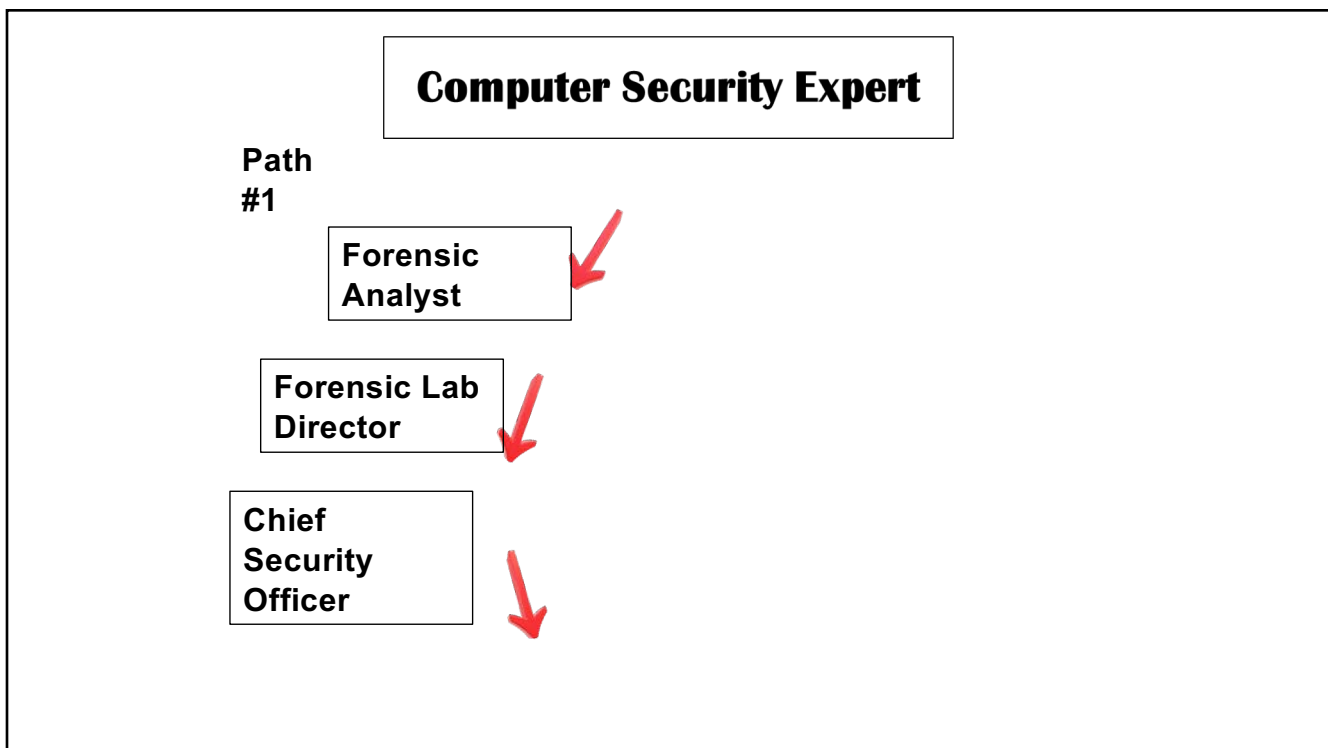 Computer Security Expert
Path
#1
Forensic
Analyst
Forensic Lab
Director
Chief
Security
Officer